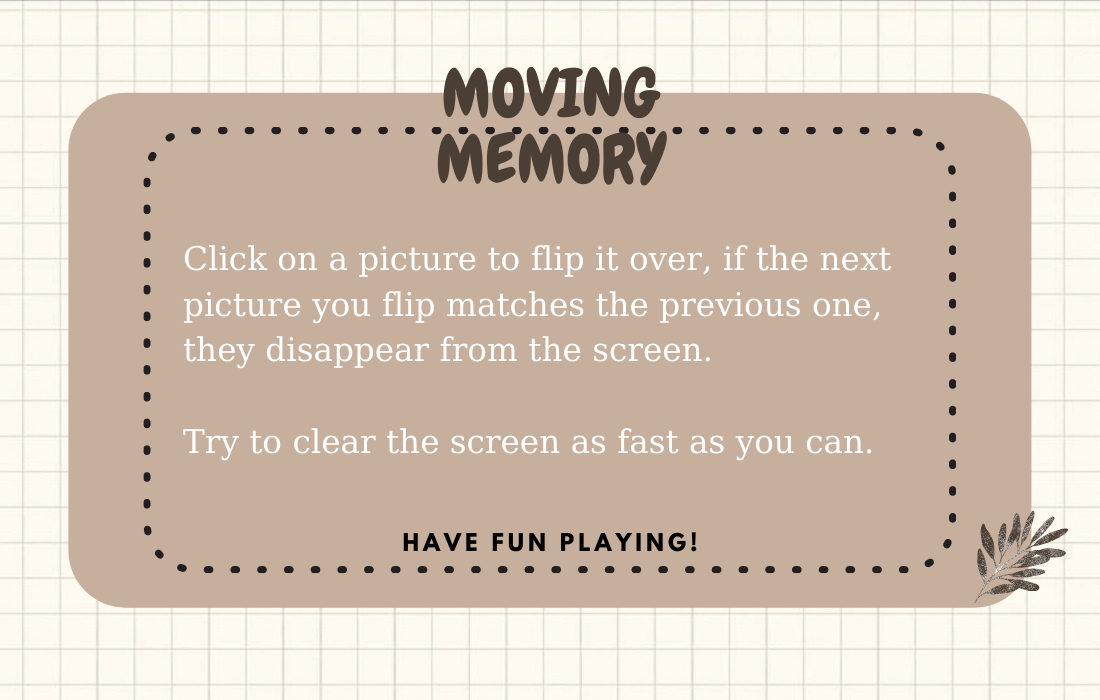 MOVING
MEMORY
Click on a picture to flip it over, if the next
picture you flip matches the previous one,
they disappear from the screen.
Try to clear the screen as fast as you can.
HAVE FUN PLAYING!